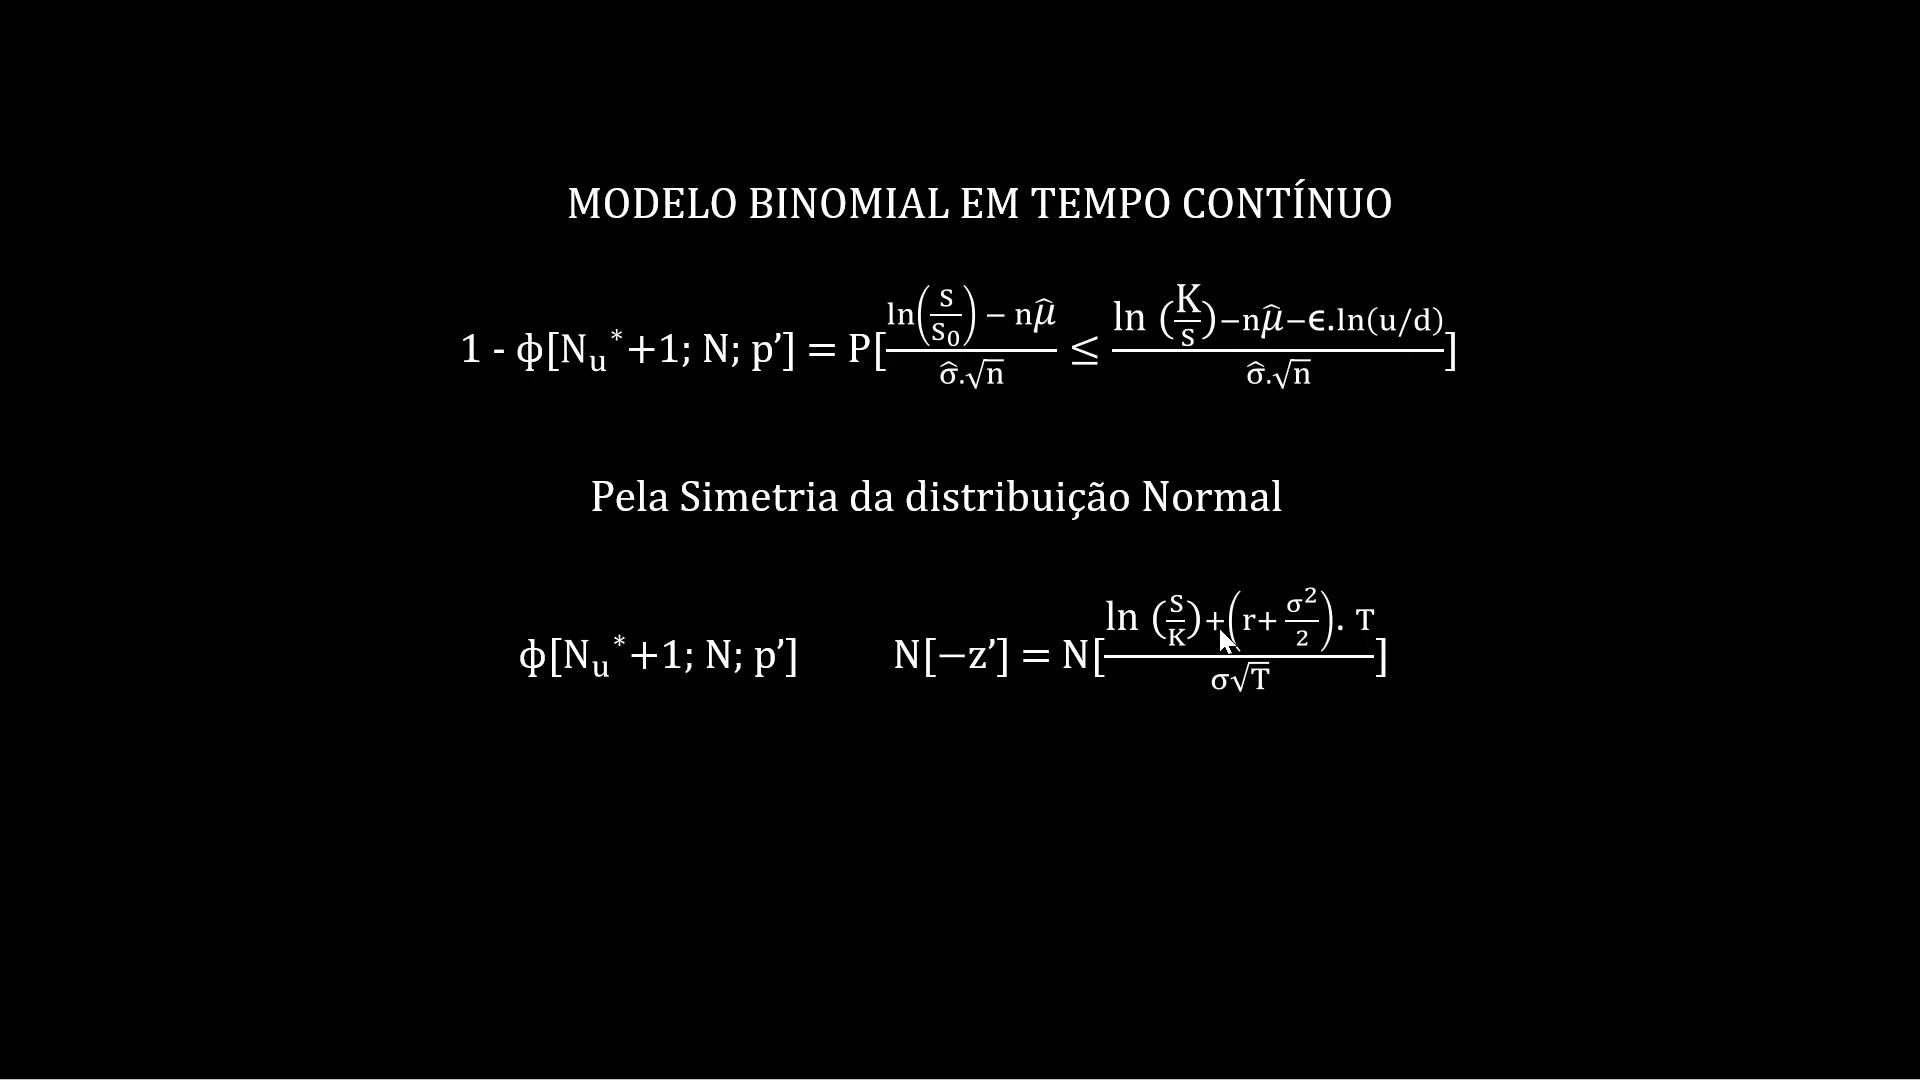 MODELO BINOMIAL EM TEMPO CONTÍNUO
1 - ф[Nᵤ*+1; N; p’] = P[(ln(s/s₀) − nμ̂)/(σ̂.√n) ≤ (ln (K/s)−nμ̂−ϵ.ln(u/d))/(σ̂.√n)]
Pela Simetria da distribuição Normal
ф[Nᵤ*+1; N; p’] N[−z’] = N[(ln (s/K)+(r+ σ²/2). T)/(σ√T)]